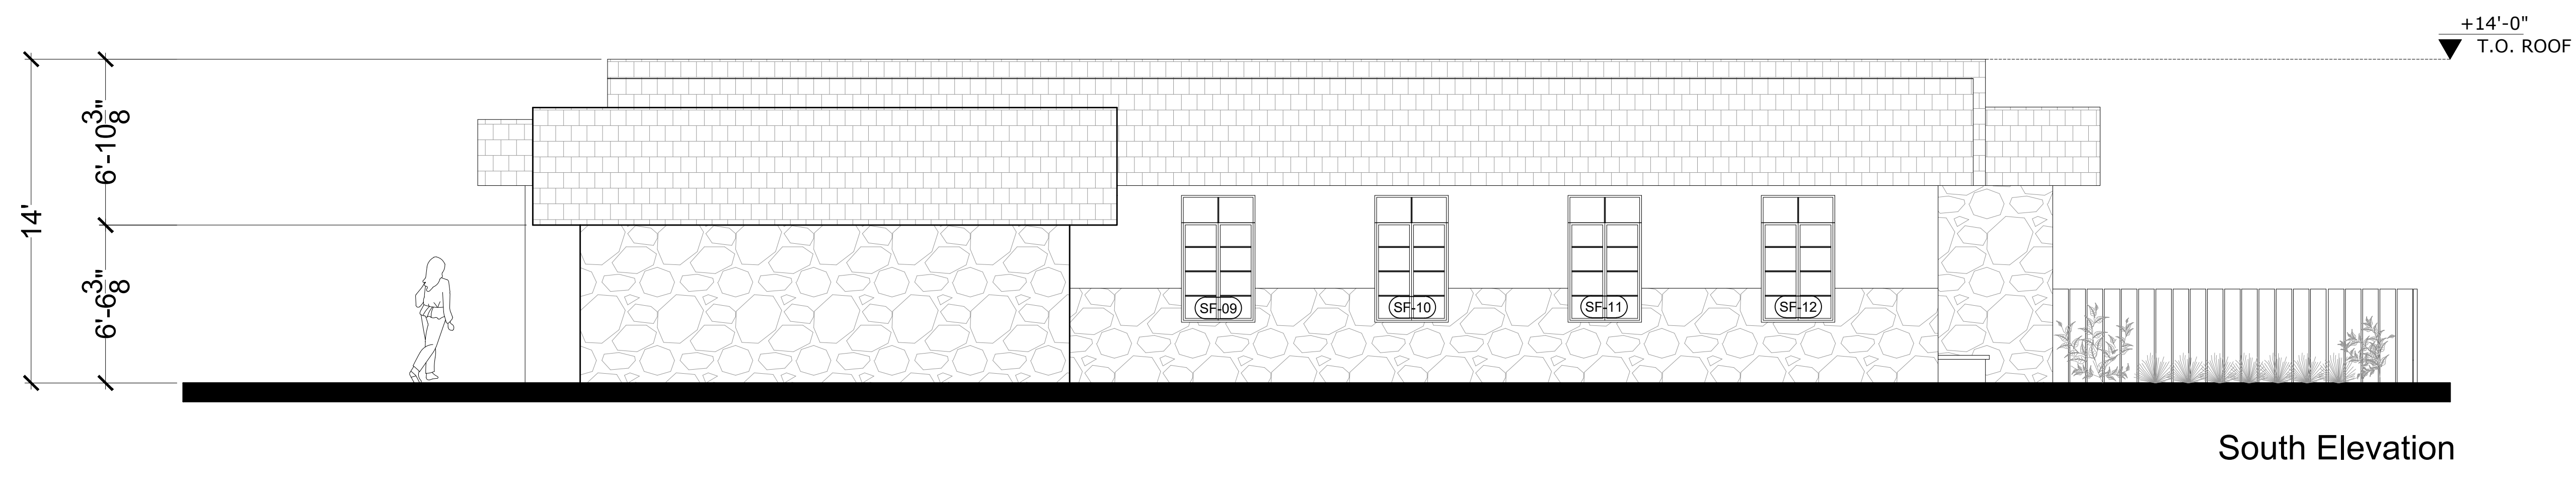 +14'-0"
T.O. ROOF
6'-10 3/8"
14'
6'-6 3/8"
SF-09
SF-10
SF-11
SF-12
South Elevation